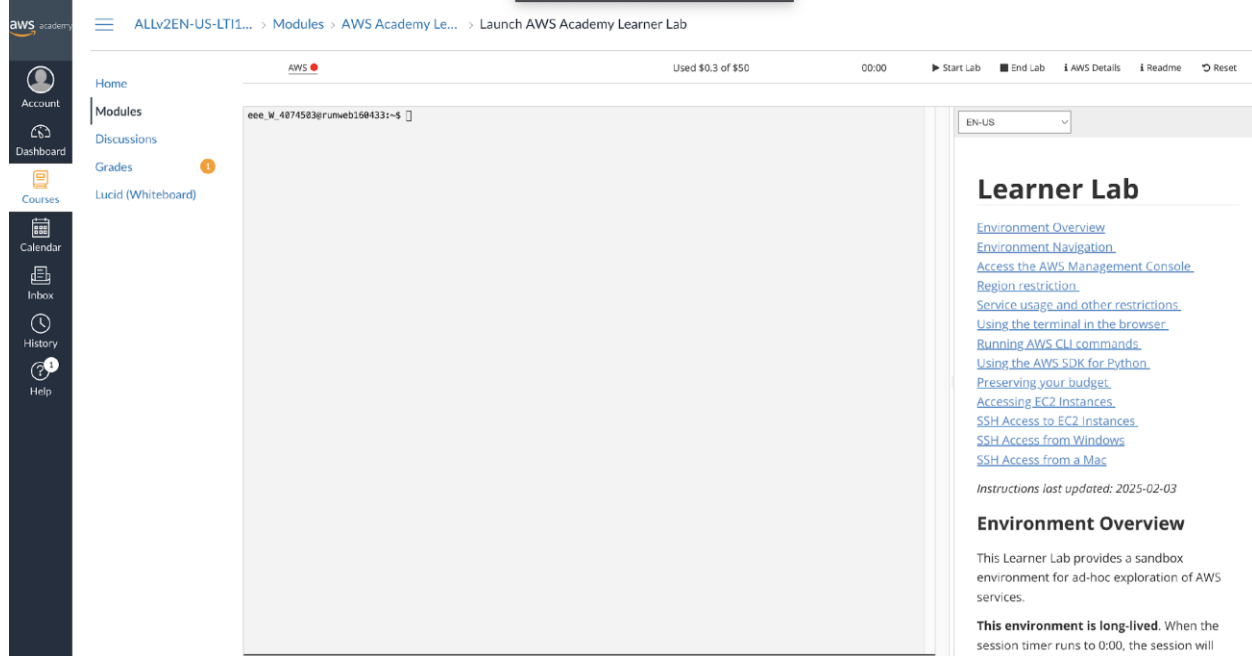 aws academy
ALLv2EN-US-LTI1... > Modules > AWS Academy Le... > Launch AWS Academy Learner Lab
Account
Dashboard
Courses
Calendar
Inbox
History
1
Help
Home
Modules
Discussions
Grades 1
Lucid (Whiteboard)
AWS Used $0.3 of $50 00:00 Start Lab End Lab AWS Details Readme Reset
eee_W_4074503@runweb160433:~$
EN-US
Learner Lab
Environment Overview
Environment Navigation
Access the AWS Management Console
Region restriction
Service usage and other restrictions
Using the terminal in the browser
Running AWS CLI commands
Using the AWS SDK for Python
Preserving your budget
Accessing EC2 Instances
SSH Access to EC2 Instances
SSH Access from Windows
SSH Access from a Mac
Instructions last updated: 2025-02-03
Environment Overview
This Learner Lab provides a sandbox
environment for ad-hoc exploration of AWS
services.
This environment is long-lived. When the
session timer runs to 0:00, the session will